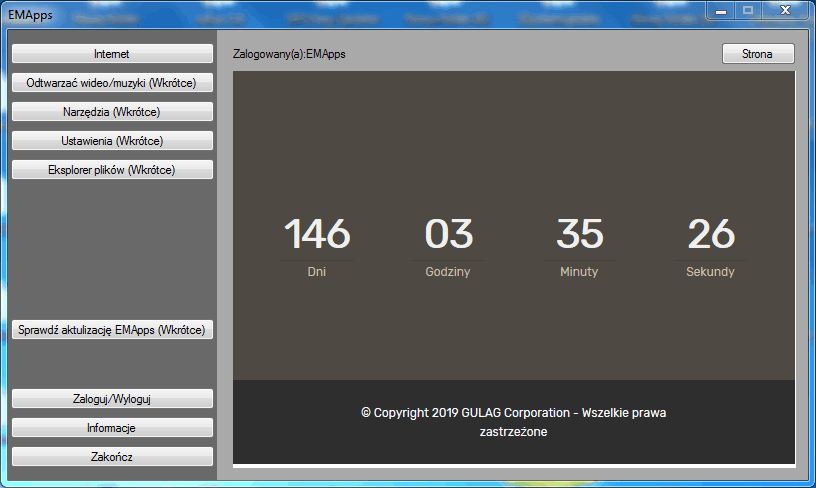 EMApps
Internet
Odtwarzać wideo/muzyki (Wkrótce)
Narzędzia (Wkrótce)
Ustawienia (Wkrótce)
Eksplorer plików (Wkrótce)
Sprawdź aktulizację EMApps (Wkrótce)
Zaloguj/Wyloguj
Informacje
Zakończ
Zalogowany(a):EMApps
Strona
146 03 35 26
Dni Godziny Minuty Sekundy
© Copyright 2019 GULAG Corporation - Wszelkie prawa
zastrzeżone